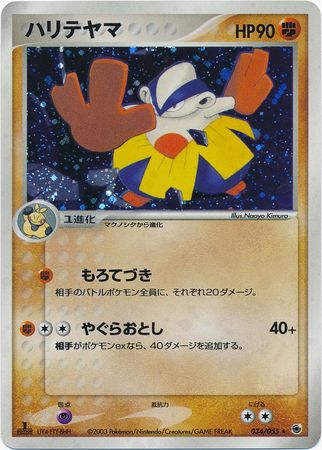 ハリテヤマ HP90
Illus. Naoyo Kimura
1進化 マクノシタから進化
もろてづき
相手のバトルポケモン全員に、それぞれ20ダメージ。
やぐらおとし 40+
相手がポケモンexなら、40ダメージを追加する。
弱点 抵抗力 にげる
©2003 Pokémon/Nintendo/Creatures/GAME FREAK 034/055 ★